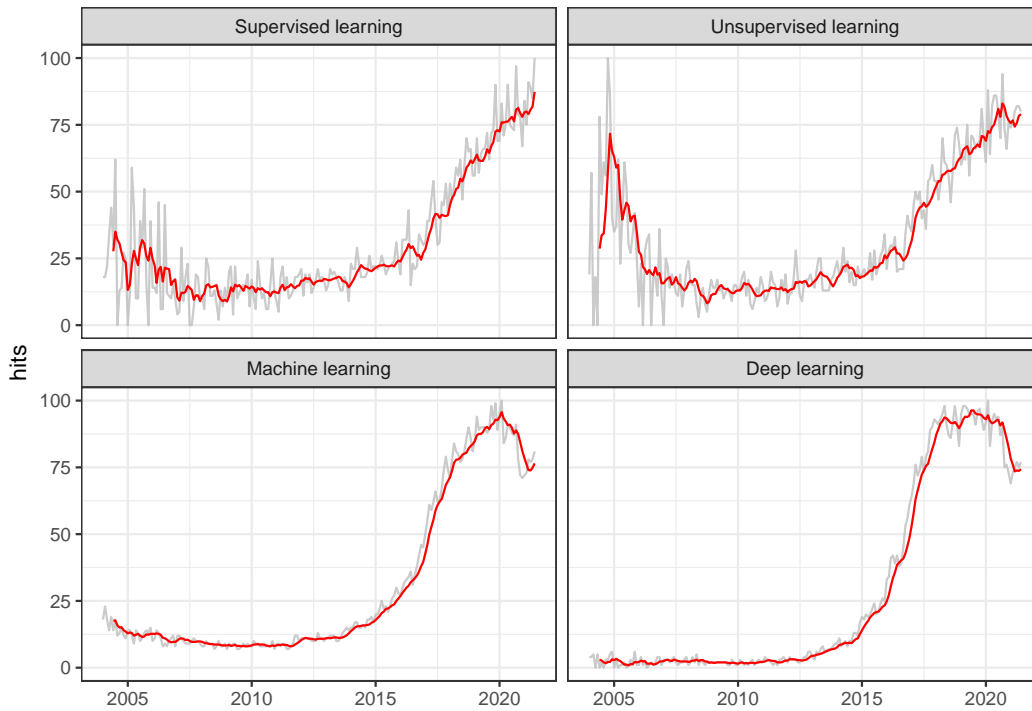 Supervised learning
Unsupervised learning
100
75
50
25
0
hits
Machine learning
Deep learning
100
75
50
25
0
2005 2010 2015 2020
2005 2010 2015 2020